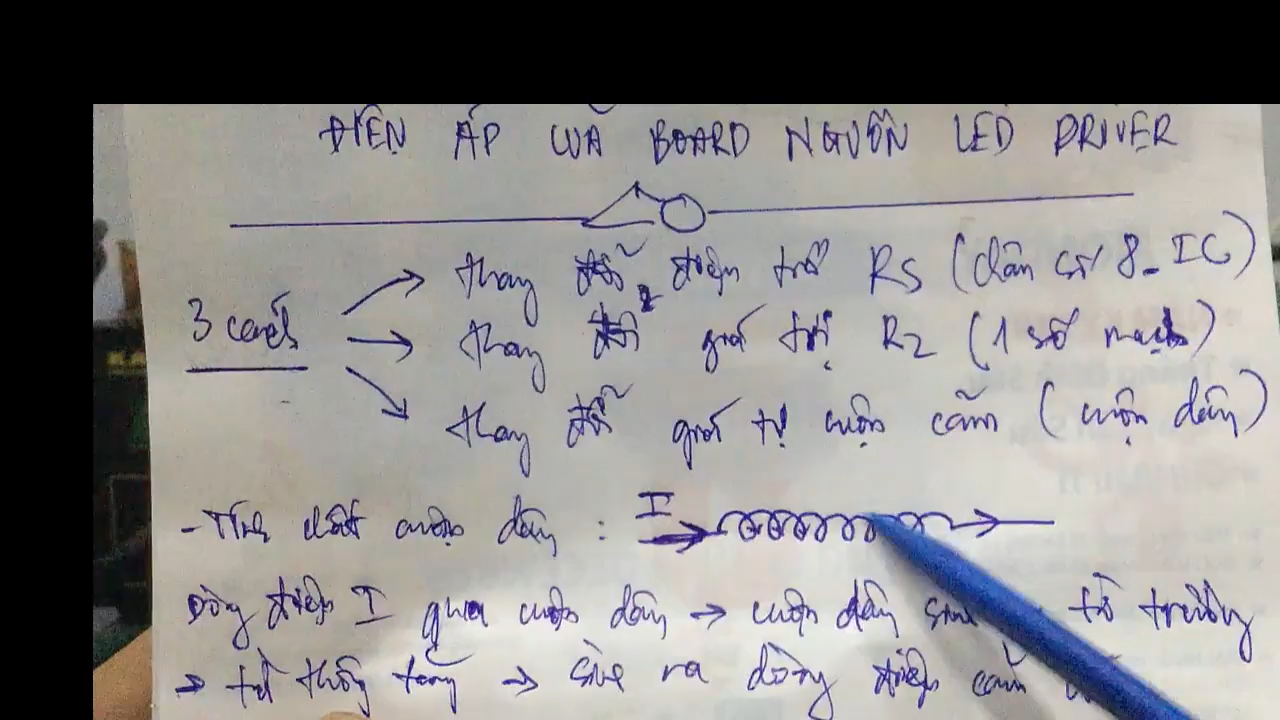 ĐIỆN ÁP CỦA BOARD NGUỒN LED DRIVER
3 cách
thay đổi điện trở RS (chân số 8_IC)
thay đổi giá trị R2 (1 số mạch)
thay đổi giá trị cuộn cảm (cuộn dây)
- Tính chất cuộn dây : I
Dòng điện I qua cuộn dây → cuộn dây sinh từ trường
→ từ thông tăng → sinh ra dòng điện cảm